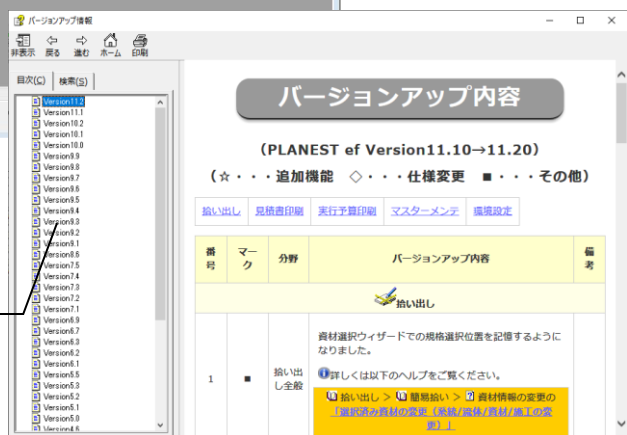 バージョンアップ情報
非表示 戻る 進む ホーム 印刷
目次(C) 検索(S)
Version11.2
Version11.1
Version10.2
Version10.1
Version10.0
Version9.9
Version9.8
Version9.7
Version9.6
Version9.5
Version9.4
Version9.3
Version9.2
Version9.1
Version8.6
Version7.5
Version7.4
Version7.3
Version7.2
Version7.1
Version6.9
Version6.7
Version6.3
Version6.2
Version6.1
Version5.5
Version5.3
Version5.2
Version5.1
Version5.0
Version4.6
バージョンアップ内容
(PLANEST ef Version11.10→11.20)
(☆・・・追加機能 ◇・・・仕様変更 ■・・・その他)
拾い出し 見積書印刷 実行予算印刷 マスターメンテ 環境設定
番号 マーク 分野 バージョンアップ内容 備考
拾い出し
1 ■ 拾い出し全般
資材選択ウィザードでの規格選択位置を記憶するように
なりました。
詳しくは以下のヘルプをご覧ください。
拾い出し > 簡易拾い > 資材情報の変更の
「選択済み資材の変更（系統/流体/資材/施工の変
更）」